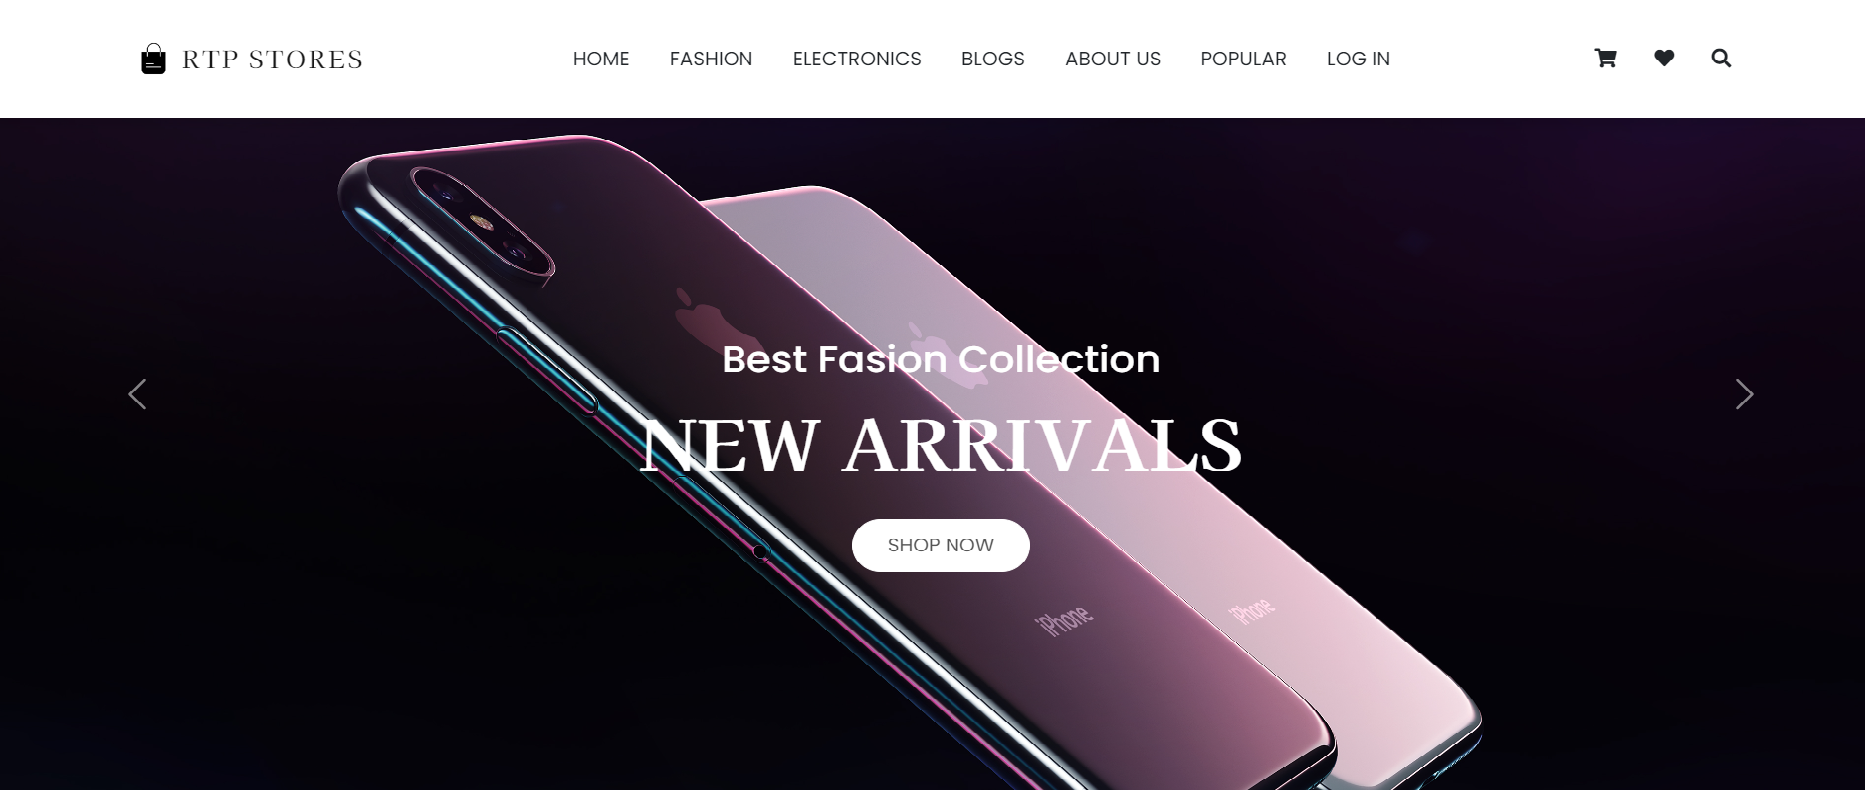 RTP STORES
HOME FASHION ELECTRONICS BLOGS ABOUT US POPULAR LOG IN
Best Fasion Collection
NEW ARRIVALS
SHOP NOW
iPhone
iPhone